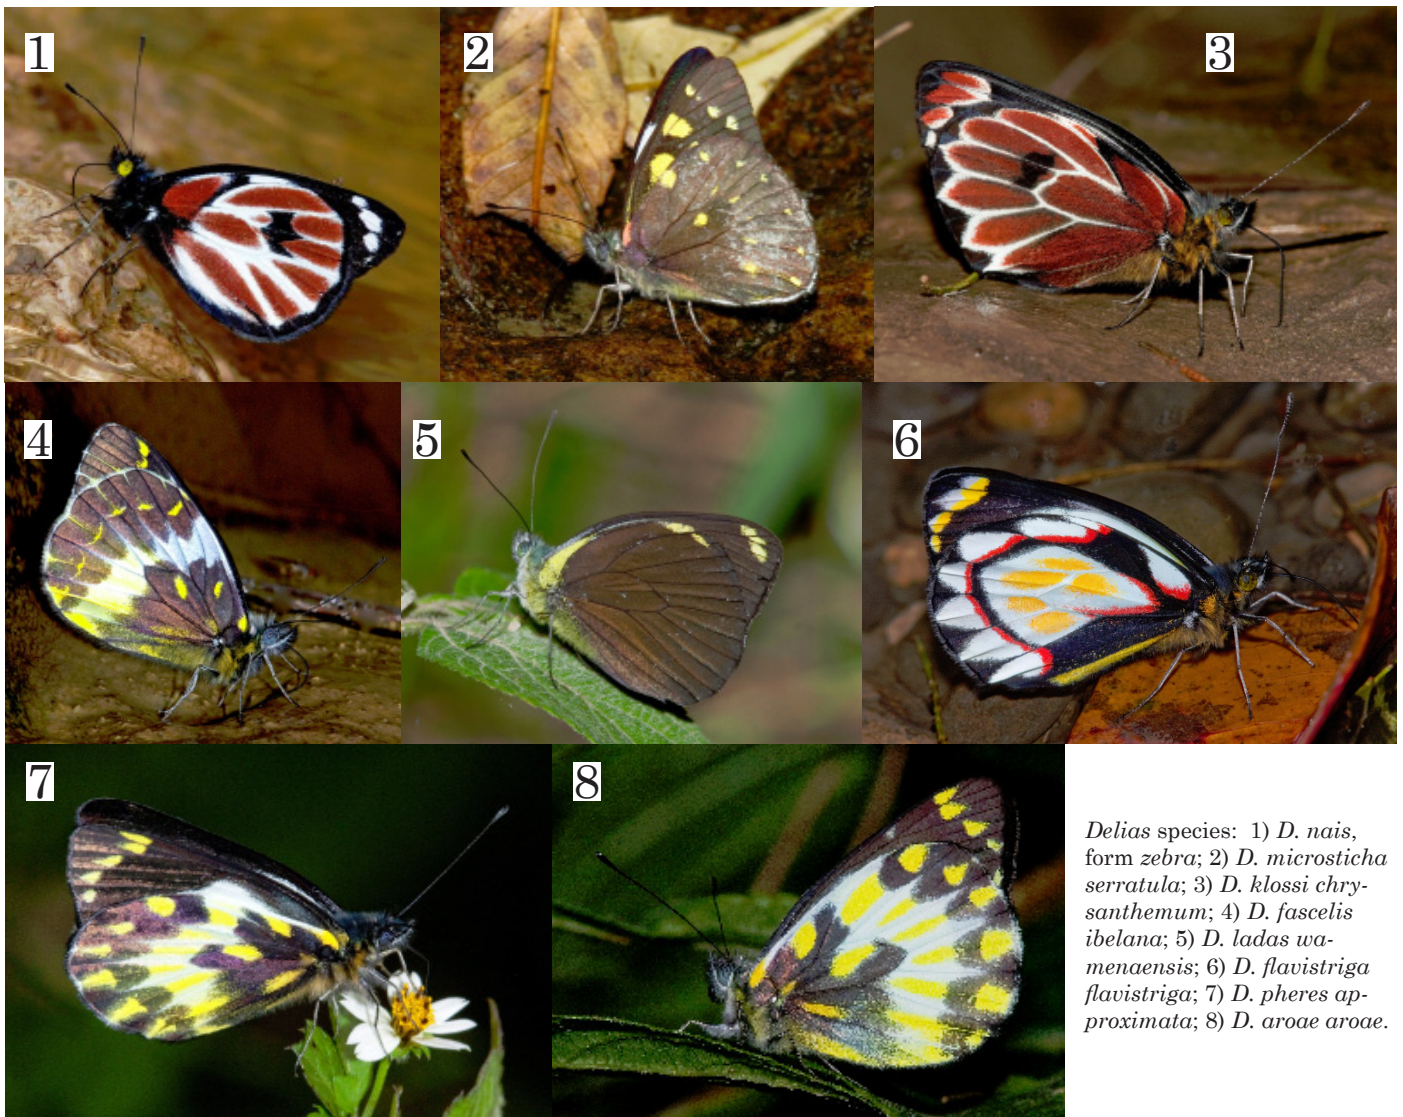 1
2
3
4
5
6
7
8
Delias species: 1) D. nais,
form zebra; 2) D. microsticha
serratula; 3) D. klossi chry-
santhemum; 4) D. fascelis
ibelana; 5) D. ladas wa-
menaensis; 6) D. flavistriga
flavistriga; 7) D. pheres ap-
proximata; 8) D. aroae aroae.